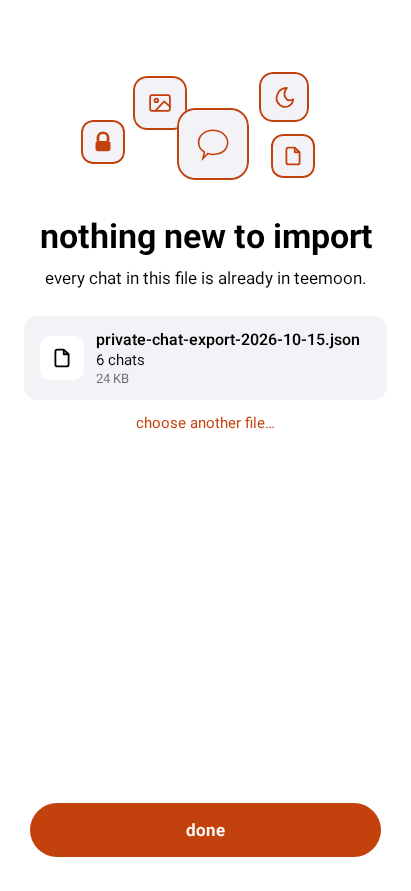 nothing new to import
every chat in this file is already in teemoon.
private-chat-export-2026-10-15.json
6 chats
24 KB
choose another file…
done